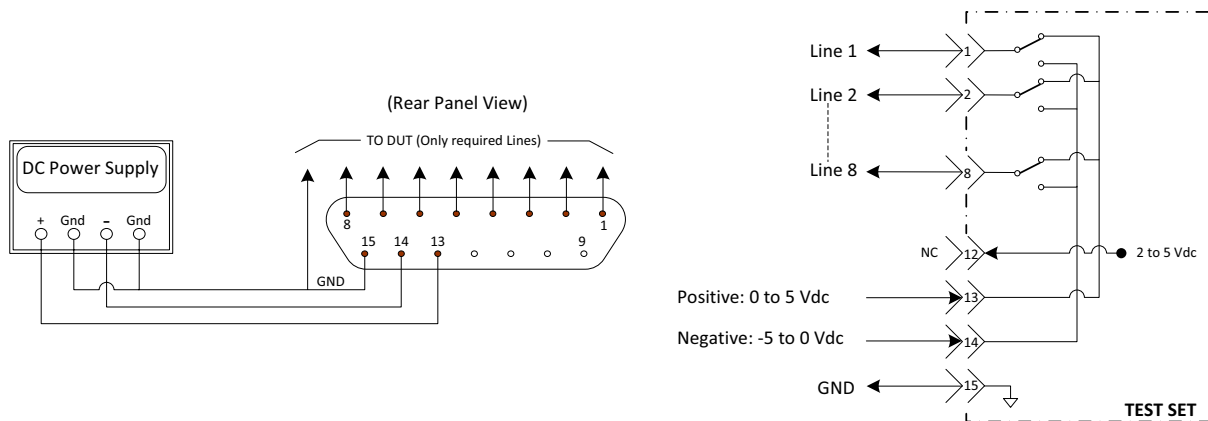 (Rear Panel View)
TO DUT (Only required Lines)
DC Power Supply
+ Gnd – Gnd
8 1
15 14 13 9
GND
Line 1 1
Line 2 2
Line 8 8
NC 12 2 to 5 Vdc
Positive: 0 to 5 Vdc 13
Negative: -5 to 0 Vdc 14
GND 15
TEST SET